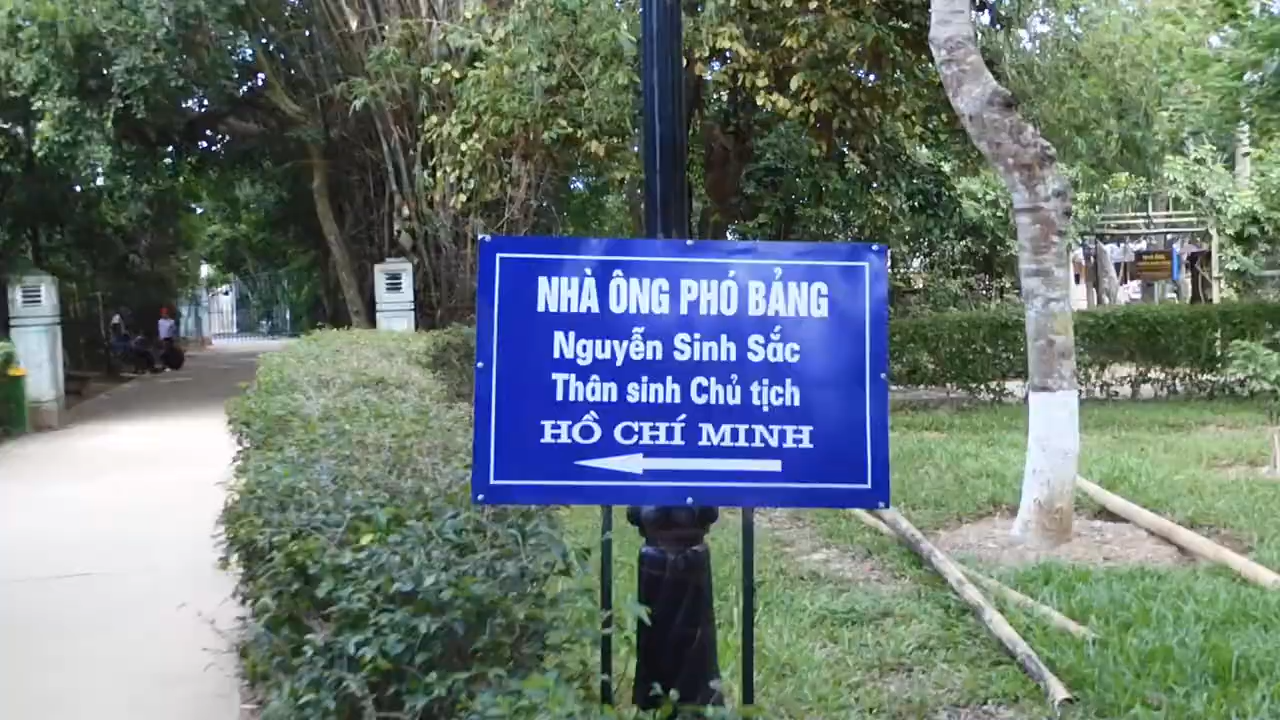 NHÀ ÔNG PHÓ BẢNG
Nguyễn Sinh Sắc
Thân sinh Chủ tịch
HỒ CHÍ MINH